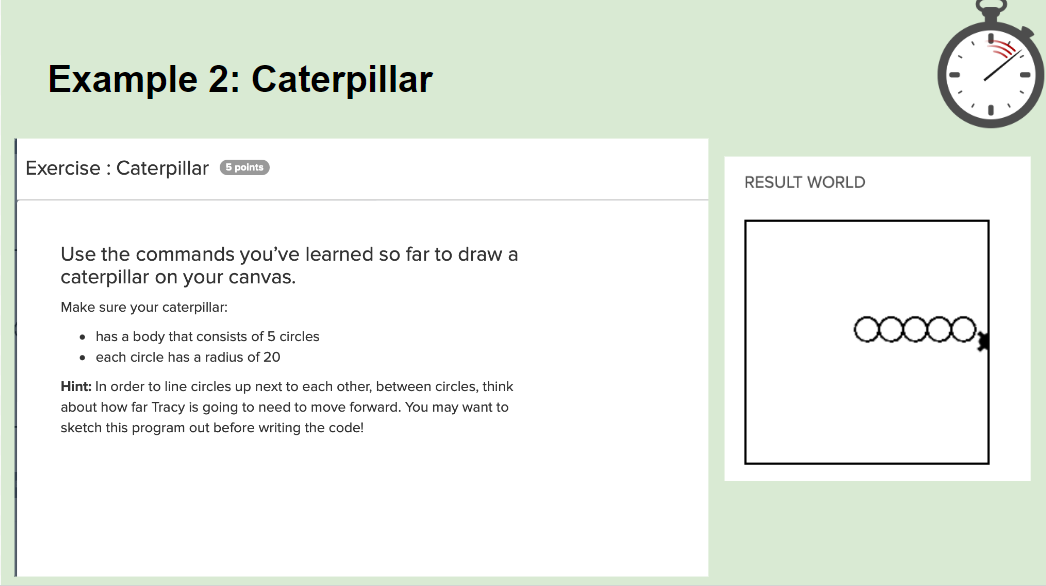 Example 2: Caterpillar
Exercise : Caterpillar 5 points
RESULT WORLD
Use the commands you’ve learned so far to draw a
caterpillar on your canvas.
Make sure your caterpillar:
• has a body that consists of 5 circles
• each circle has a radius of 20
Hint: In order to line circles up next to each other, between circles, think
about how far Tracy is going to need to move forward. You may want to
sketch this program out before writing the code!